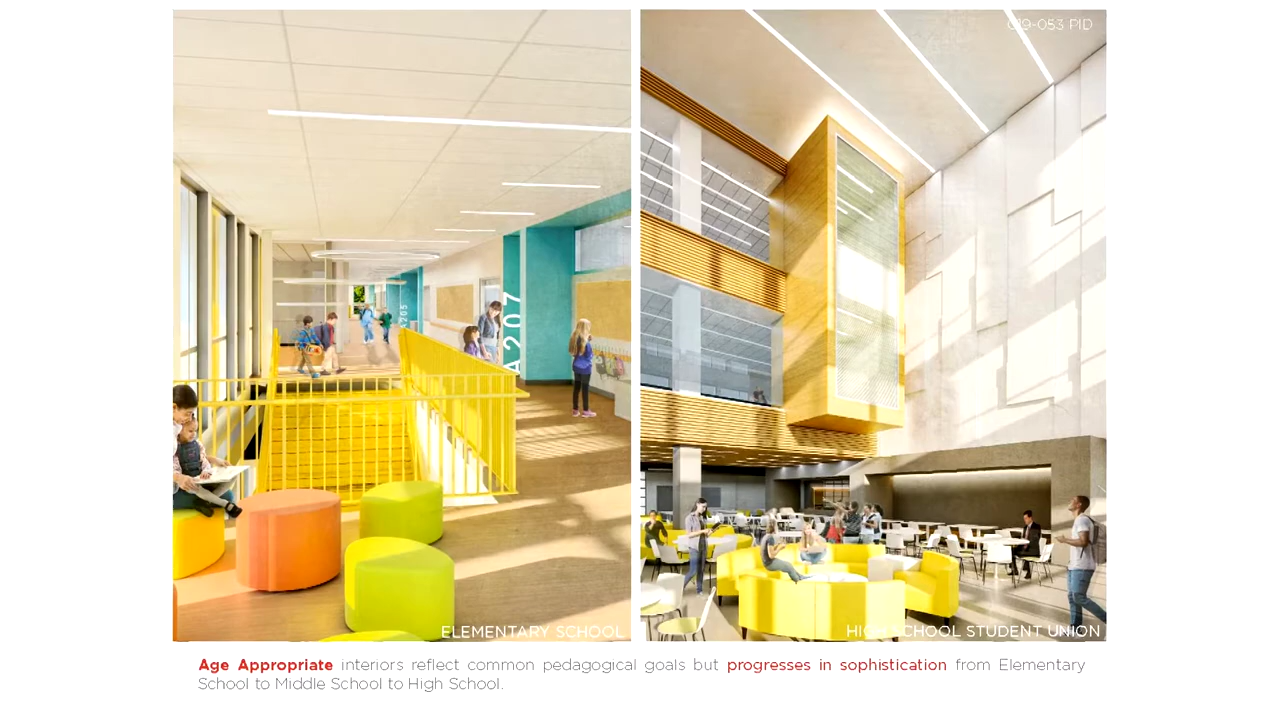 019-053 PID
A207
A205
ELEMENTARY SCHOOL
HIGH SCHOOL STUDENT UNION
Age Appropriate interiors reflect common pedagogical goals but progresses in sophistication from Elementary
School to Middle School to High School.